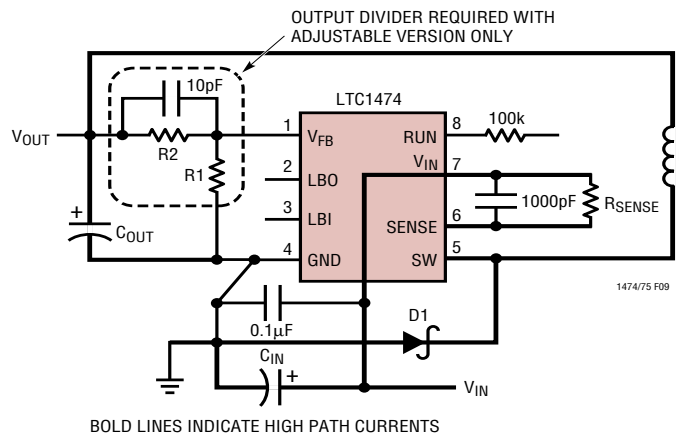 OUTPUT DIVIDER REQUIRED WITH
ADJUSTABLE VERSION ONLY
10pF
LTC1474
VOUT
R2
1
VFB
RUN
8
100k
R1
2
LBO
VIN
7
3
LBI
1000pF
RSENSE
+
COUT
SENSE
6
4
GND
SW
5
1474/75 F09
0.1µF
D1
CIN
+
VIN
BOLD LINES INDICATE HIGH PATH CURRENTS